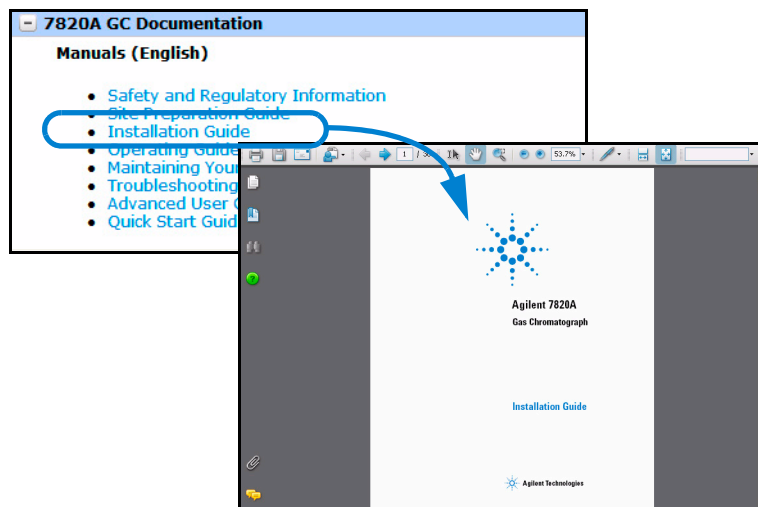 7820A GC Documentation
Manuals (English)
Safety and Regulatory Information
Site Preparation Guide
Installation Guide
Operating Guide
Maintaining Your
Troubleshooting
Advanced User
Quick Start Guid
1 / 
53.7%
Agilent 7820A
Gas Chromatograph
Installation Guide
Agilent Technologies